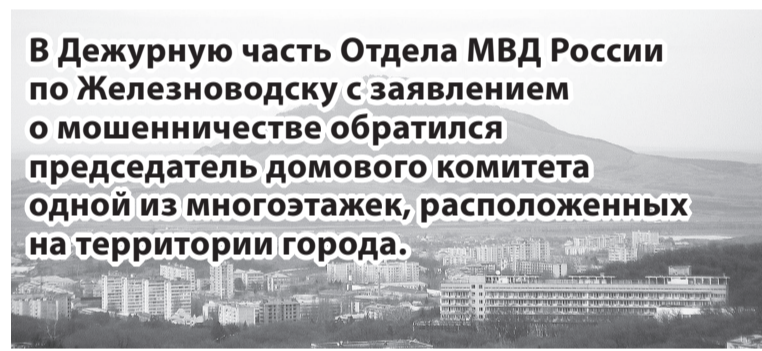 В Дежурную часть Отдела МВД России
по Железноводску с заявлением
о мошенничестве обратился
председатель домового комитета
одной из многоэтажек, расположенных
на территории города.